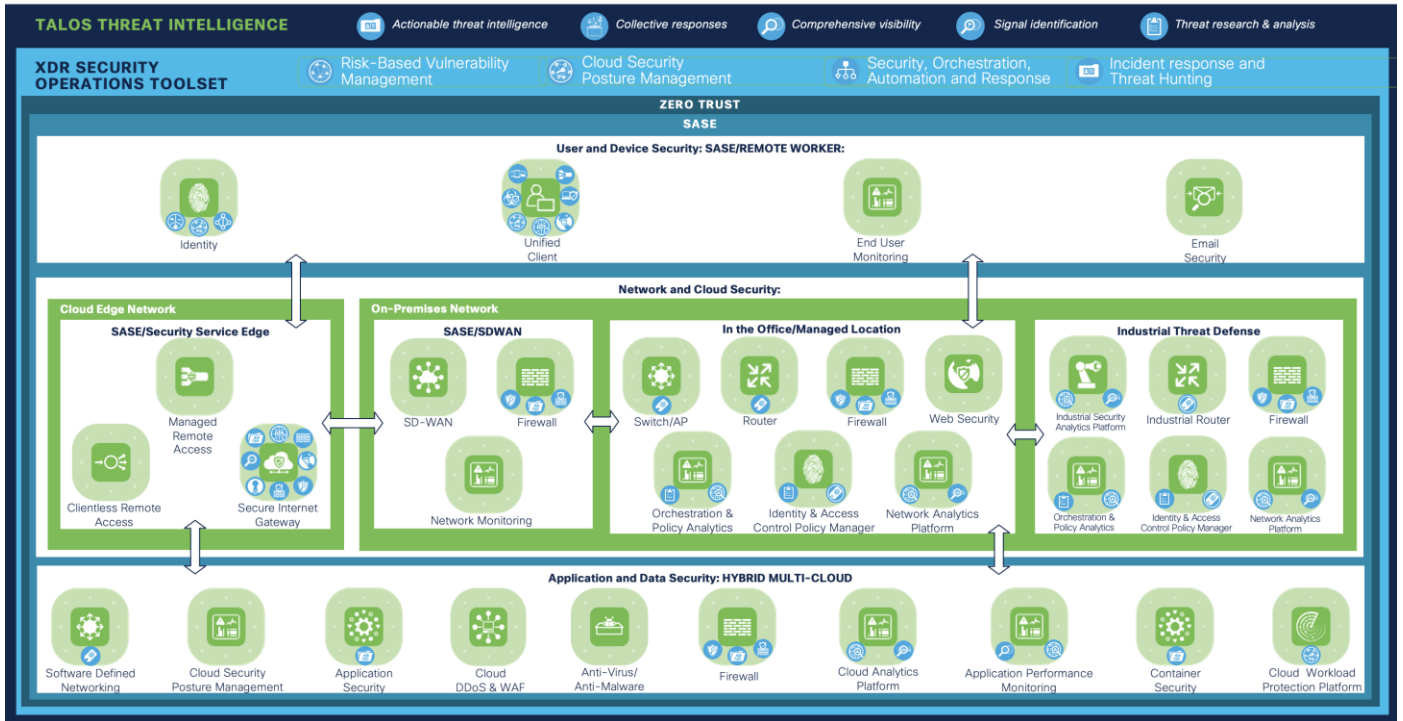 TALOS THREAT INTELLIGENCE
Actionable threat intelligence
Collective responses
Comprehensive visibility
Signal identification
Threat research & analysis
XDR SECURITY
OPERATIONS TOOLSET
Risk-Based Vulnerability
Management
Cloud Security
Posture Management
Security, Orchestration,
Automation and Response
Incident response and
Threat Hunting
ZERO TRUST
SASE
User and Device Security: SASE/REMOTE WORKER:
Identity
Unified
Client
End User
Monitoring
Email
Security
Network and Cloud Security:
Cloud Edge Network
SASE/Security Service Edge
Managed
Remote
Access
Clientless Remote
Access
Secure Internet
Gateway
On-Premises Network
SASE/SDWAN
SD-WAN
Firewall
Network Monitoring
In the Office/Managed Location
Switch/AP
Router
Firewall
Web Security
Orchestration &
Policy Analytics
Identity & Access
Control Policy Manager
Network Analytics
Platform
Industrial Threat Defense
Industrial Security
Analytics Platform
Industrial Router
Firewall
Orchestration &
Policy Analytics
Identity & Access
Control Policy Manager
Network Analytics
Platform
Application and Data Security: HYBRID MULTI-CLOUD
Software Defined
Networking
Cloud Security
Posture Management
Application
Security
Cloud
DDoS & WAF
Anti-Virus/
Anti-Malware
Firewall
Cloud Analytics
Platform
Application Performance
Monitoring
Container
Security
Cloud Workload
Protection Platform